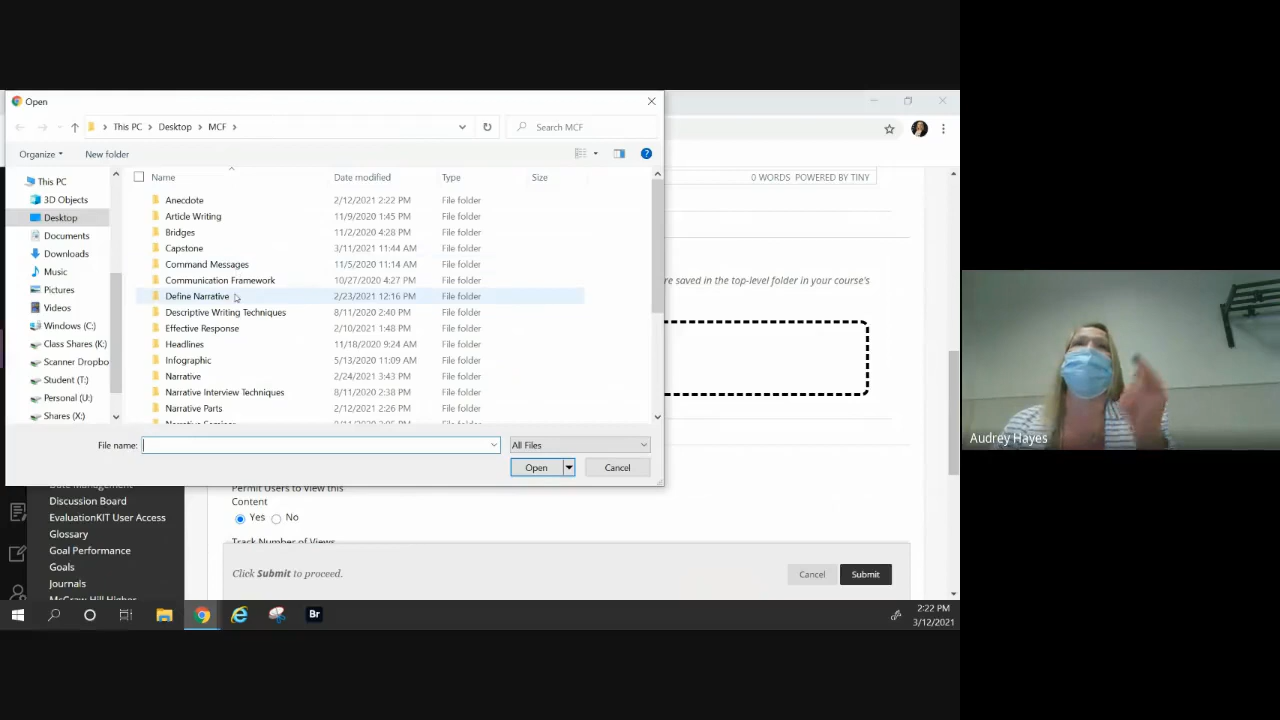 Open
This PC > Desktop > MCF >
Search MCF
Organize
New folder
Name
Date modified
Type
Size
This PC
3D Objects
Desktop
Documents
Downloads
Music
Pictures
Videos
Windows (C:)
Class Shares (K:)
Scanner Dropbo
Student (T:)
Personal (U:)
Shares (X:)
Anecdote 2/12/2021 2:22 PM File folder
Article Writing 11/9/2020 1:45 PM File folder
Bridges 11/2/2020 4:28 PM File folder
Capstone 3/11/2021 11:44 AM File folder
Command Messages 11/5/2020 11:14 AM File folder
Communication Framework 10/27/2020 4:27 PM File folder
Define Narrative 2/23/2021 12:16 PM File folder
Descriptive Writing Techniques 8/11/2020 2:40 PM File folder
Effective Response 2/10/2021 1:48 PM File folder
Headlines 11/18/2020 9:24 AM File folder
Infographic 5/13/2020 11:09 AM File folder
Narrative 2/24/2021 3:43 PM File folder
Narrative Interview Techniques 8/11/2020 2:38 PM File folder
Narrative Parts 2/12/2021 2:26 PM File folder
File name:
All Files
Open
Cancel
0 WORDS POWERED BY TINY
re saved in the top-level folder in your course's
Discussion Board
EvaluationKIT User Access
Glossary
Goal Performance
Goals
Journals
McGraw-Hill Higher
Permit Users to View this
Content
Yes No
Track Number of Views
Click Submit to proceed.
Cancel
Submit
Br
2:22 PM
3/12/2021
Audrey Hayes